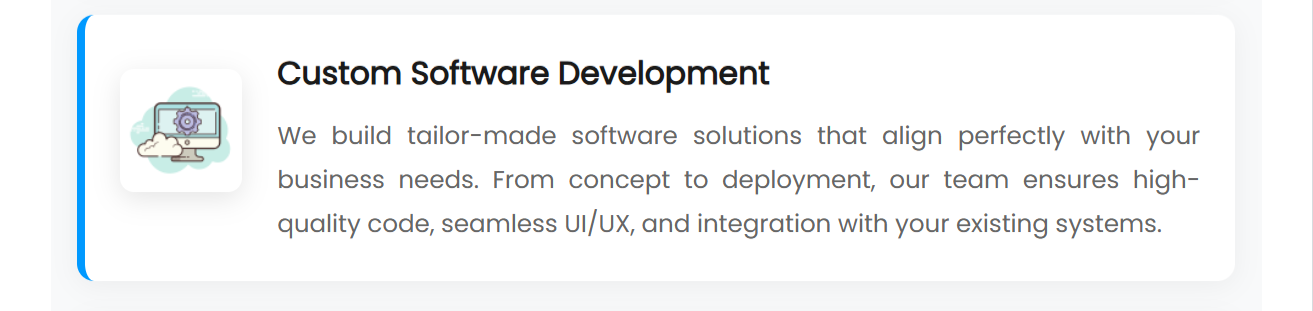 Custom Software Development
We build tailor-made software solutions that align perfectly with your
business needs. From concept to deployment, our team ensures high-
quality code, seamless UI/UX, and integration with your existing systems.